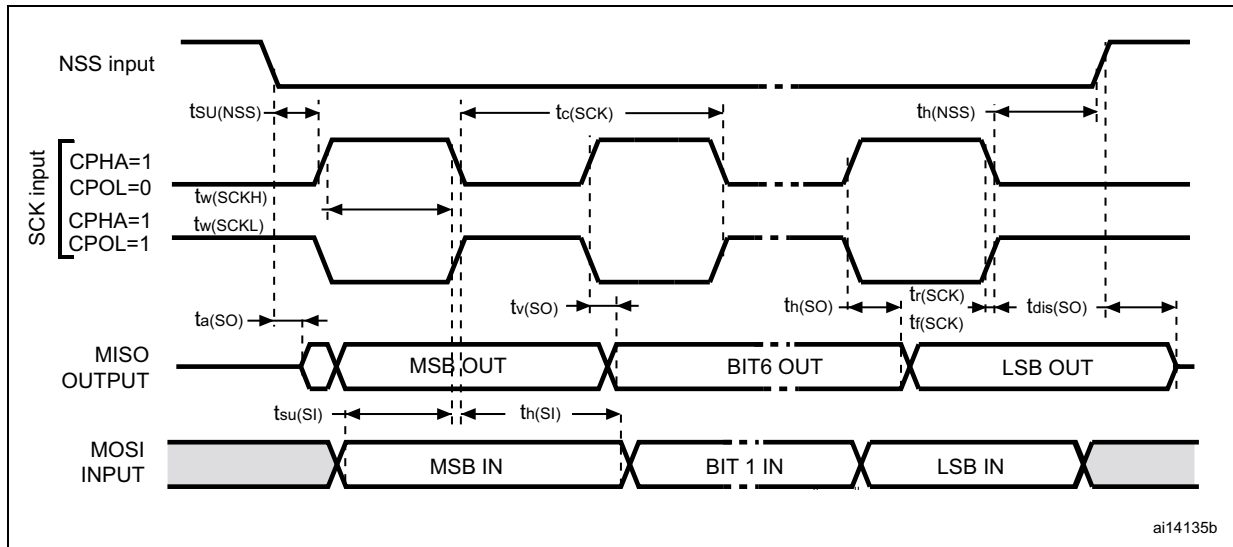 NSS input
tSU(NSS)
tc(SCK)
th(NSS)
SCK input
CPHA=1
CPOL=0
tw(SCKH)
CPHA=1
tw(SCKL)
CPOL=1
ta(SO)
tv(SO)
th(SO)
tr(SCK)
tf(SCK)
tdis(SO)
MISO
OUTPUT
MSB OUT
BIT6 OUT
LSB OUT
tsu(SI)
th(SI)
MOSI
INPUT
MSB IN
BIT 1 IN
LSB IN
ai14135b